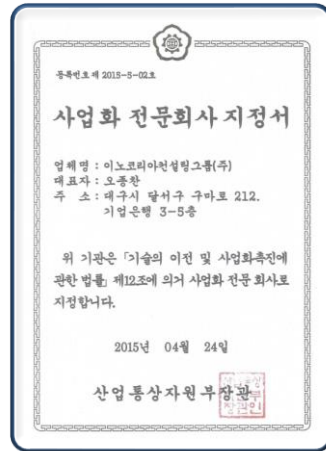 등록번호 제 2015-5-02호
사업화 전문회사 지정서
업체명 : 이노코리아컨설팅그룹(주)
대표자 : 오종찬
주 소 : 대구시 달서구 구마로 212.
기업은행 3-5층
위 기관은 「기술의 이전 및 사업화촉진에
관한 법률」 제12조에 의거 사업화 전문 회사로
지정합니다.
2015년 04월 24일
산업통상자원부장관